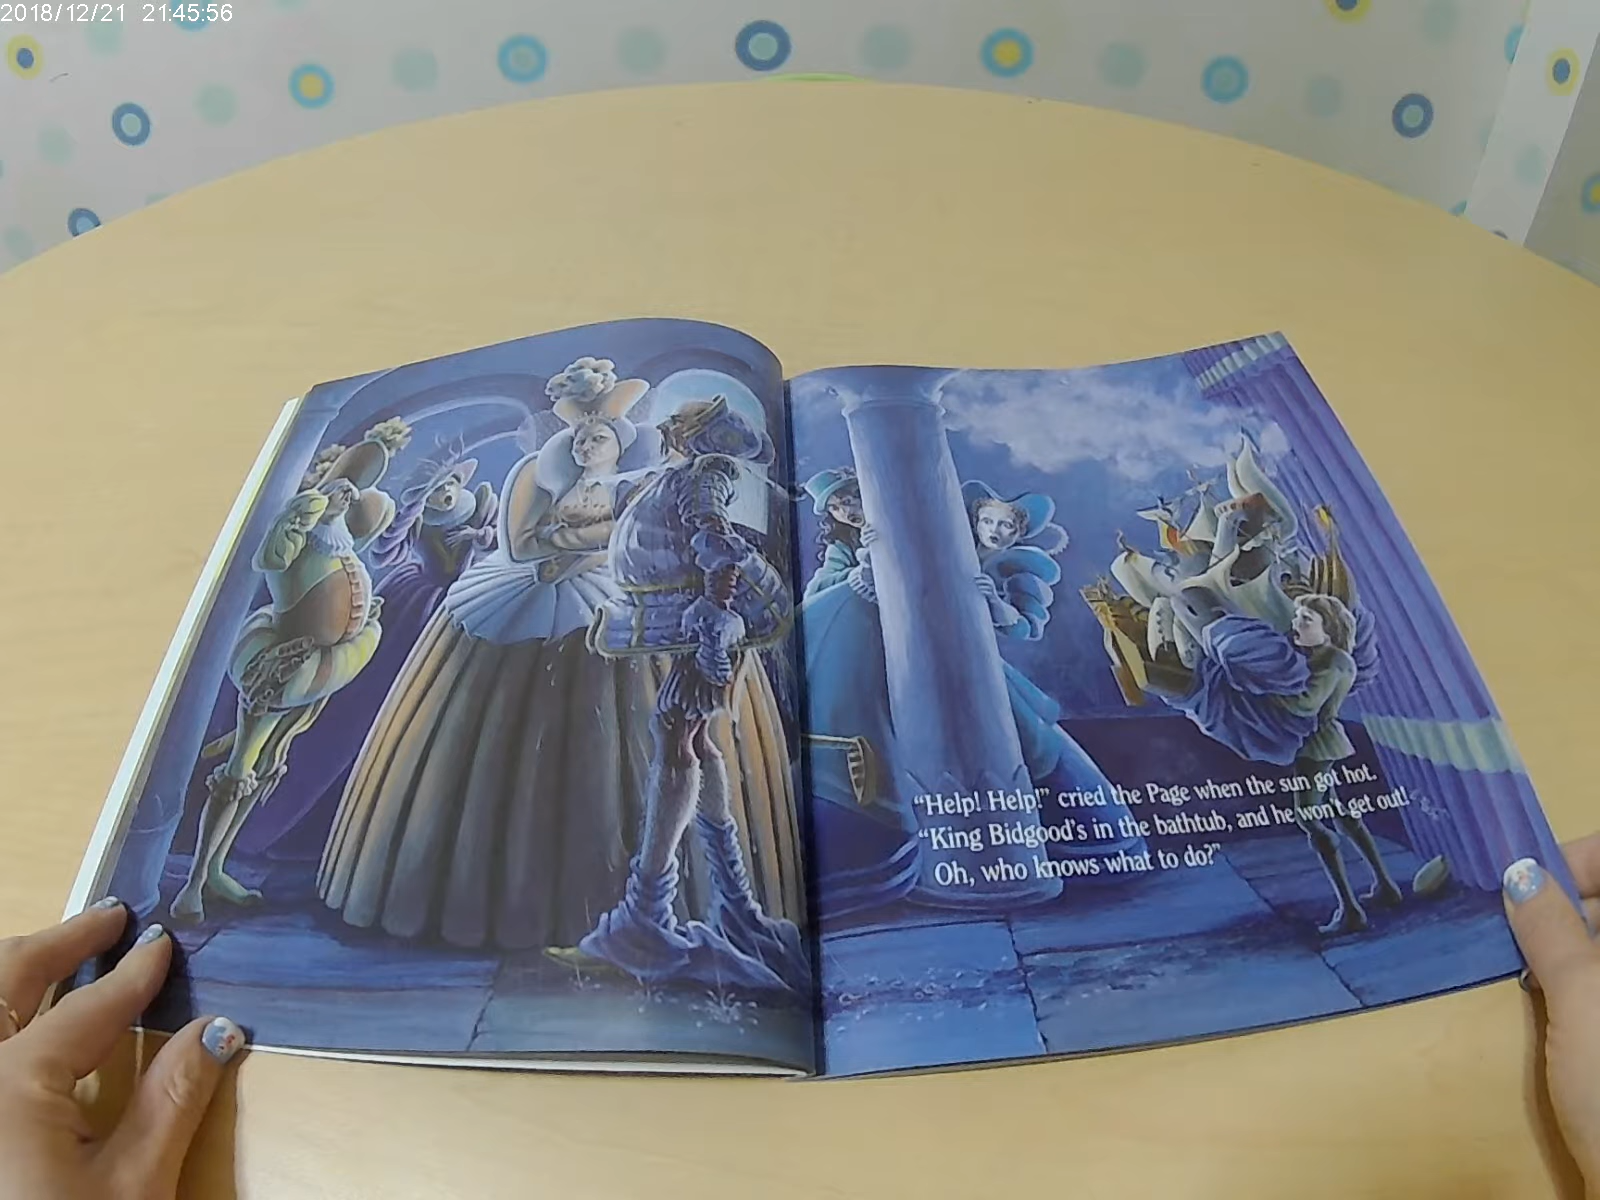 2018/12/21 21:45:56
“Help! Help!” cried the Page when the sun got hot.
“King Bidgood’s in the bathtub, and he won’t get out!
Oh, who knows what to do?”